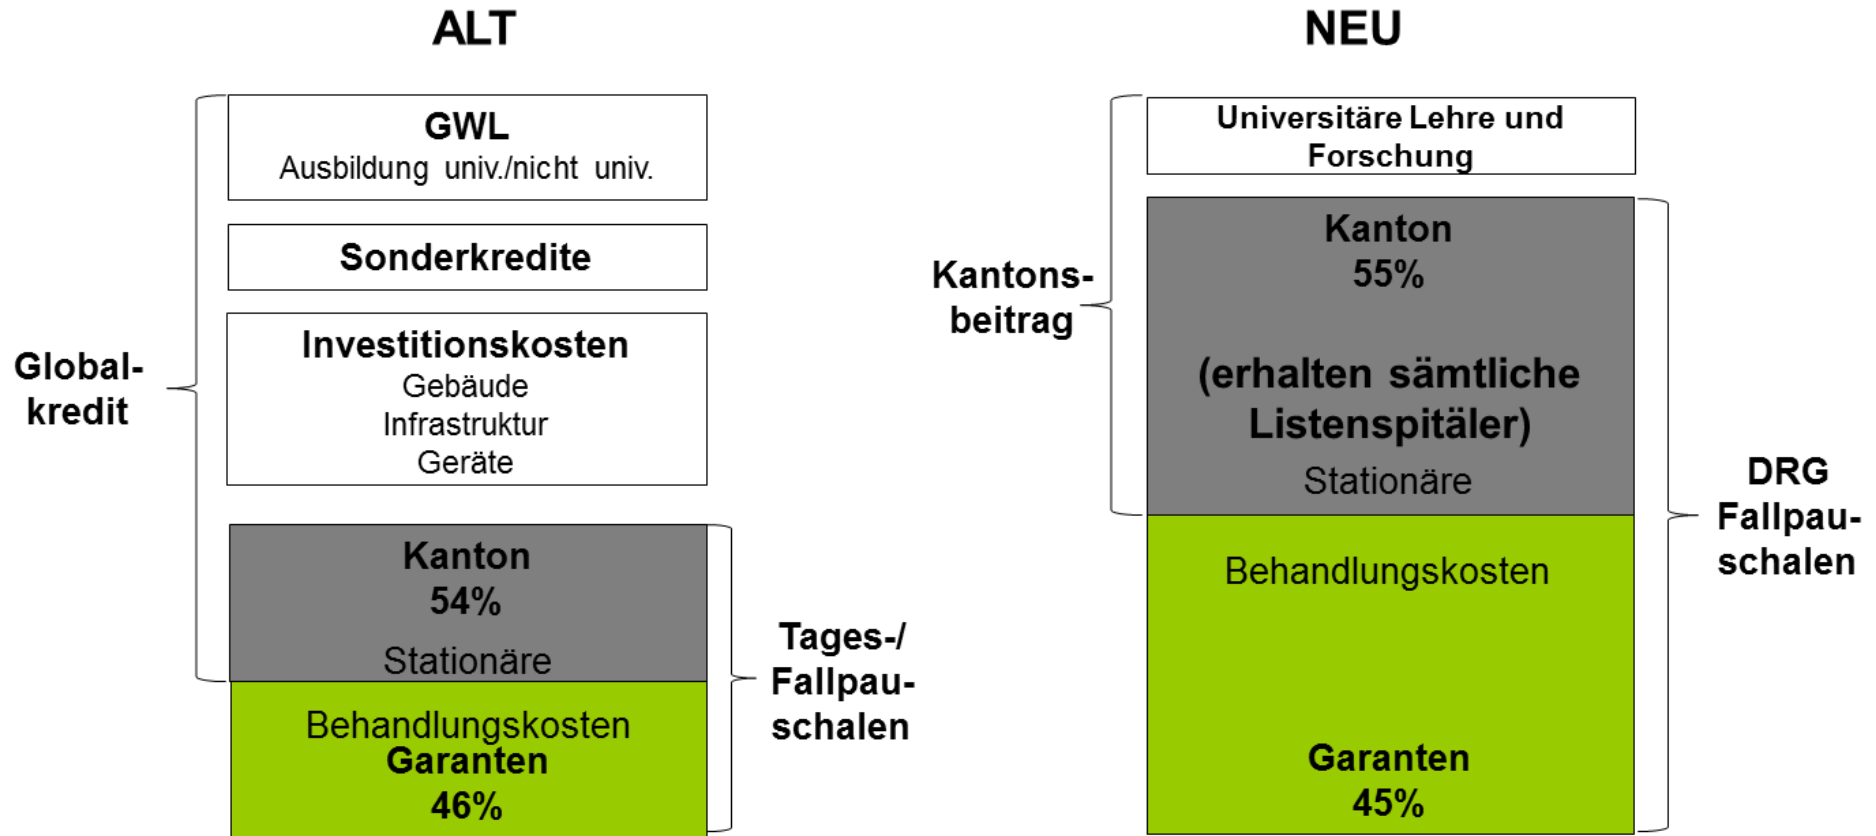 ALT
GWL
Ausbildung univ./nicht univ.
Sonderkredite
Investitionskosten
Gebäude
Infrastruktur
Geräte
Global-
kredit
Kanton
54%
Stationäre
Behandlungskosten
Garanten
46%
Tages-/
Fallpau-
schalen
NEU
Universitäre Lehre und
Forschung
Kantons-
beitrag
Kanton
55%
(erhalten sämtliche
Listenspitäler)
Stationäre
Behandlungskosten
Garanten
45%
DRG
Fallpau-
schalen